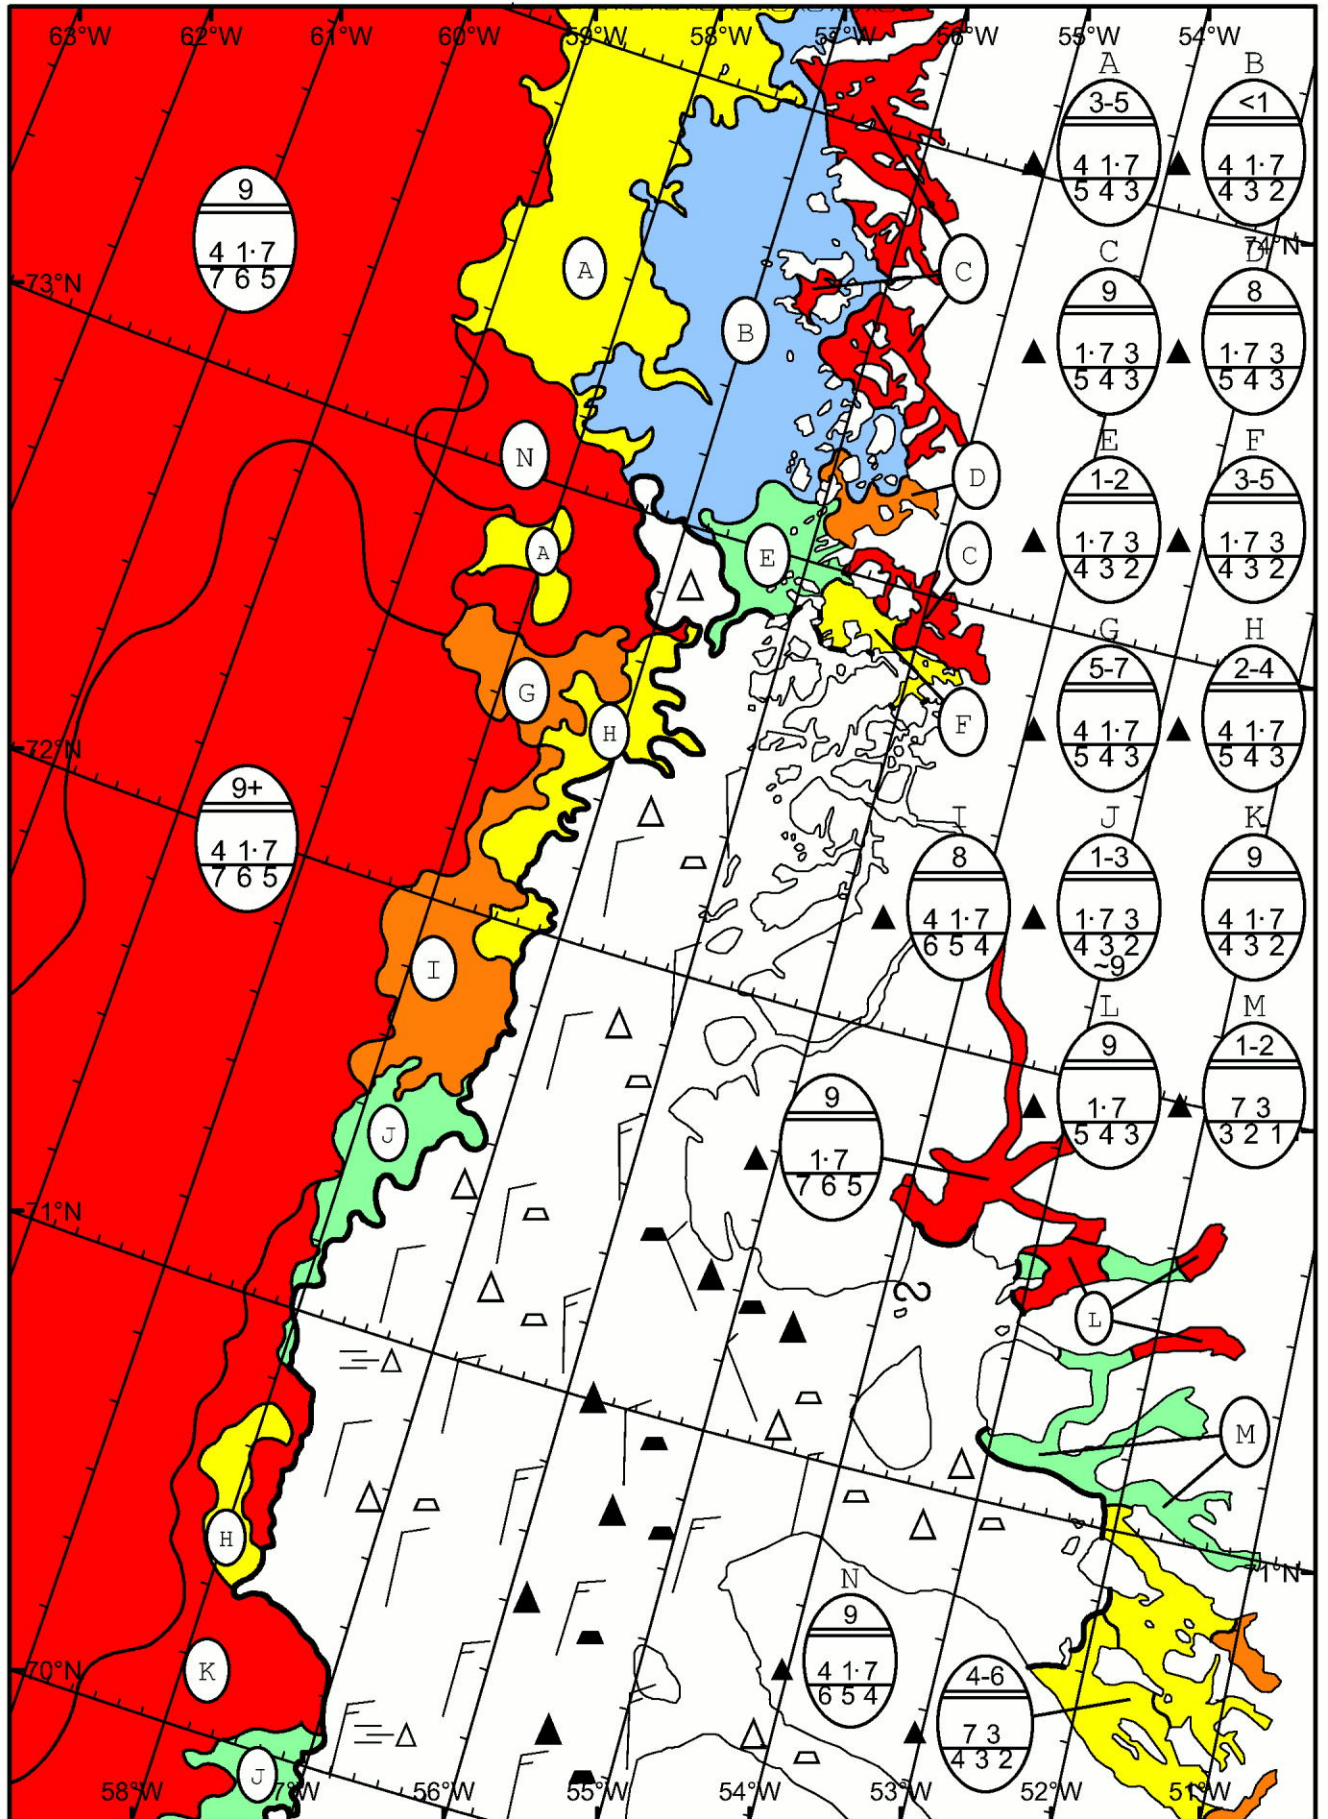 63°W 62°W 61°W 60°W 59°W 58°W 57°W 56°W 55°W 54°W
A B
3-5 <1
4 1·7 4 1·7
5 4 3 4 3 2
9
4 1·7
7 6 5
74°N
C D
9 8
1·7 3 1·7 3
5 4 3 5 4 3
A
C
73°N
B
E F
1-2 3-5
1·7 3 1·7 3
4 3 2 4 3 2
N
D
A
E
C
G H
5-7 2-4
4 1·7 4 1·7
5 4 3 5 4 3
G
H
F
72°N
9+
4 1·7
7 6 5
I J K
8 1-3 9
4 1·7 1·7 3 4 1·7
6 5 4 4 3 2 4 3 2
~9
I
L M
9 1-2
1·7 7 3
5 4 3 3 2 1
9
1·7
7 6 5
J
71°N
L
M
H
1°N
N
9
4 1·7
6 5 4
K
70°N
4-6
7 3
4 3 2
J
58°W 57°W 56°W 55°W 54°W 53°W 52°W 51°W